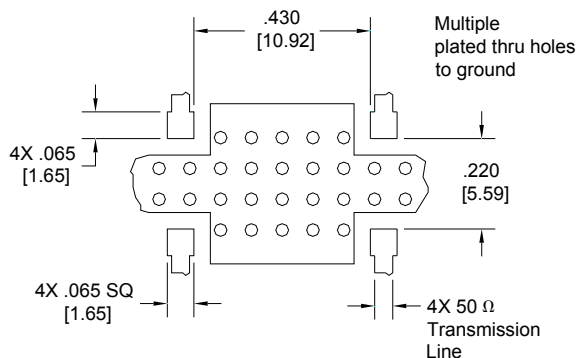 .430
[10.92]
Multiple
plated thru holes
to ground
4X .065
[1.65]
.220
[5.59]
4X .065 SQ
[1.65]
4X 50 Ω
Transmission
Line